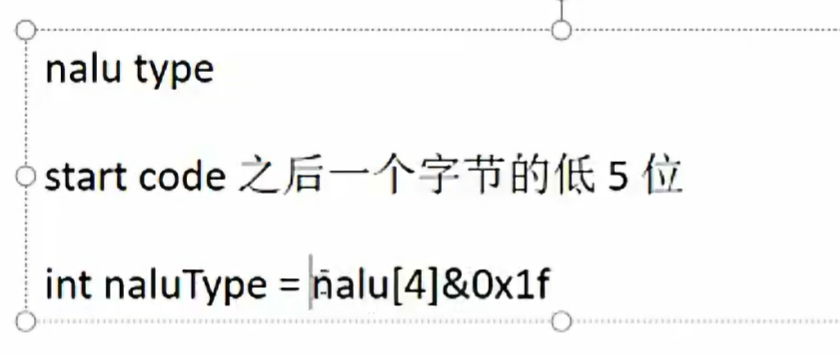 nalu type
start code 之后一个字节的低 5 位
int naluType = nalu[4]&0x1f